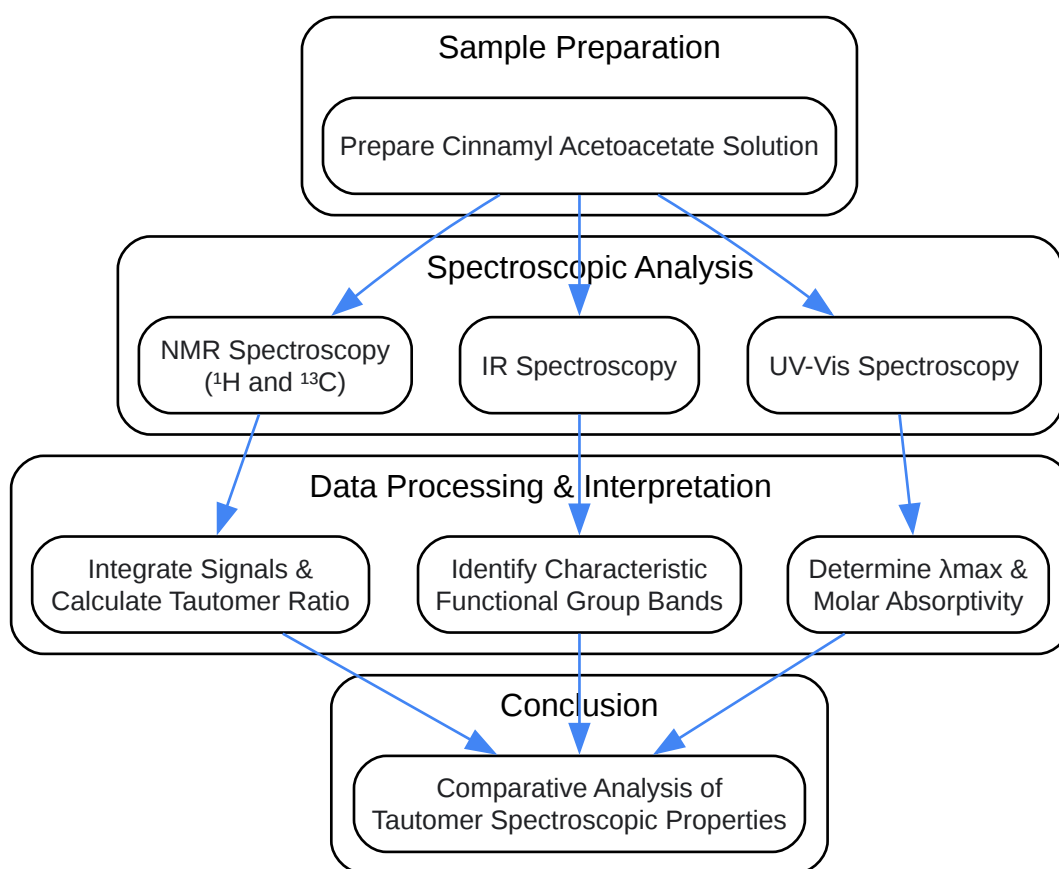 Sample Preparation
Prepare Cinnamyl Acetoacetate Solution
Spectroscopic Analysis
NMR Spectroscopy
(¹H and ¹³C)
IR Spectroscopy
UV-Vis Spectroscopy
Data Processing & Interpretation
Integrate Signals &
Calculate Tautomer Ratio
Identify Characteristic
Functional Group Bands
Determine λmax &
Molar Absorptivity
Conclusion
Comparative Analysis of
Tautomer Spectroscopic Properties